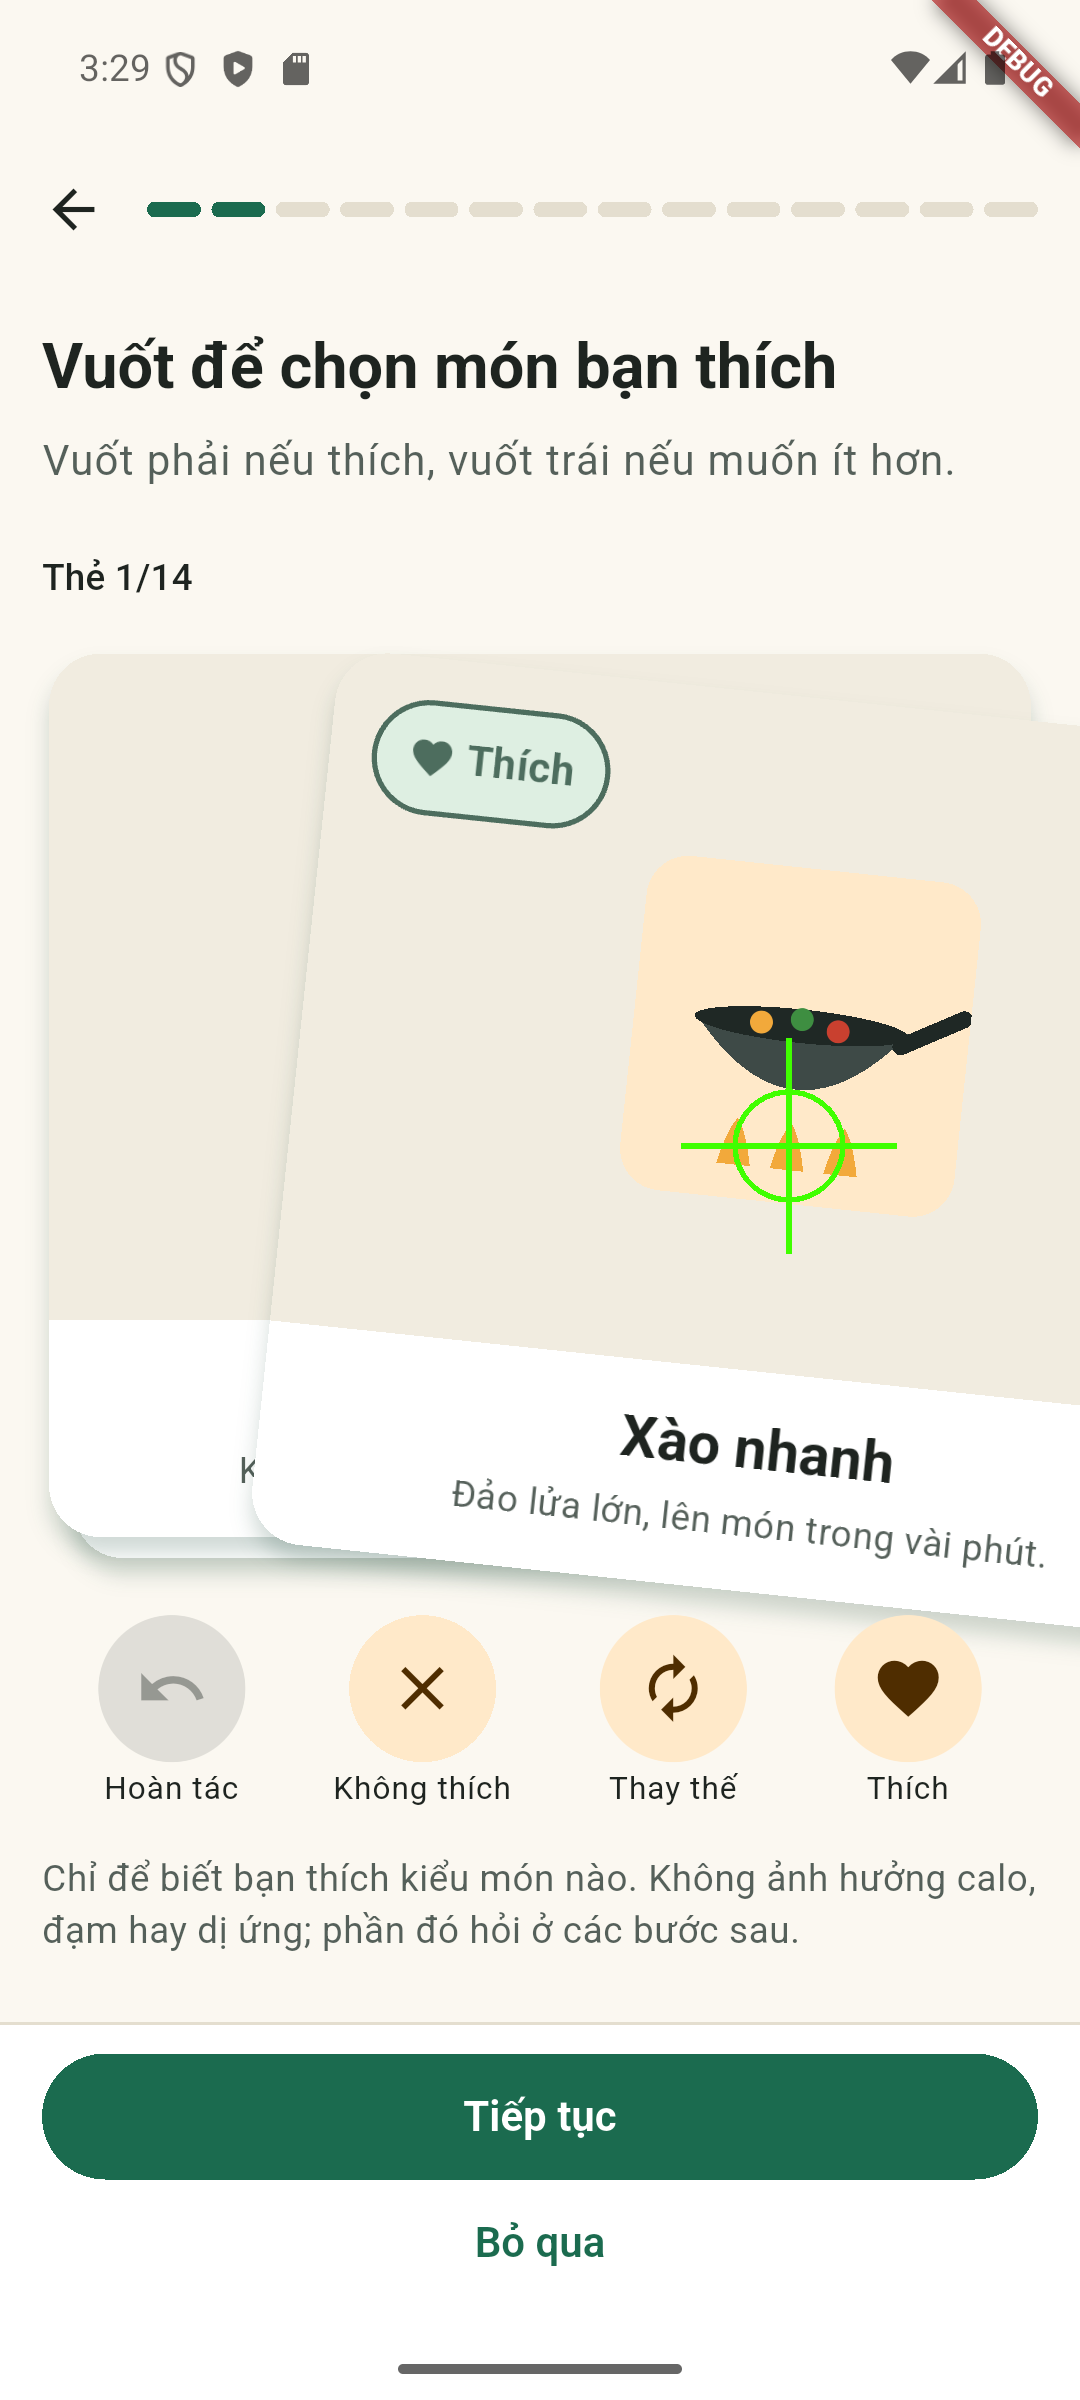 3:29
DEBUG
Vuốt để chọn món bạn thích
Vuốt phải nếu thích, vuốt trái nếu muốn ít hơn.
Thẻ 1/14
Thích
Xào nhanh
Đảo lửa lớn, lên món trong vài phút.
Hoàn tác
Không thích
Thay thế
Thích
Chỉ để biết bạn thích kiểu món nào. Không ảnh hưởng calo,
đạm hay dị ứng; phần đó hỏi ở các bước sau.
Tiếp tục
Bỏ qua